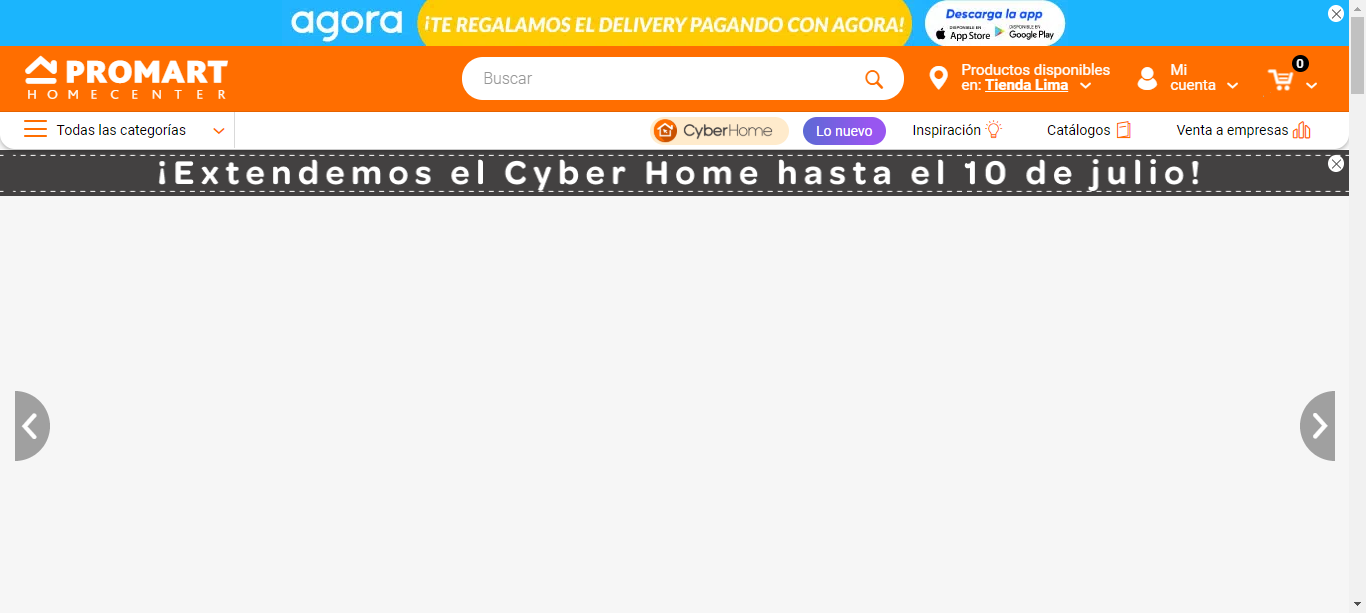 agora
¡TE REGALAMOS EL DELIVERY PAGANDO CON AGORA!
Descarga la app
DISPONIBLE EN
App Store
DISPONIBLE EN
Google Play
PROMART
HOMECENTER
Buscar
Productos disponibles
en: Tienda Lima
Mi
cuenta
0
Todas las categorías
CyberHome
Lo nuevo
Inspiración
Catálogos
Venta a empresas
¡Extendemos el Cyber Home hasta el 10 de julio!